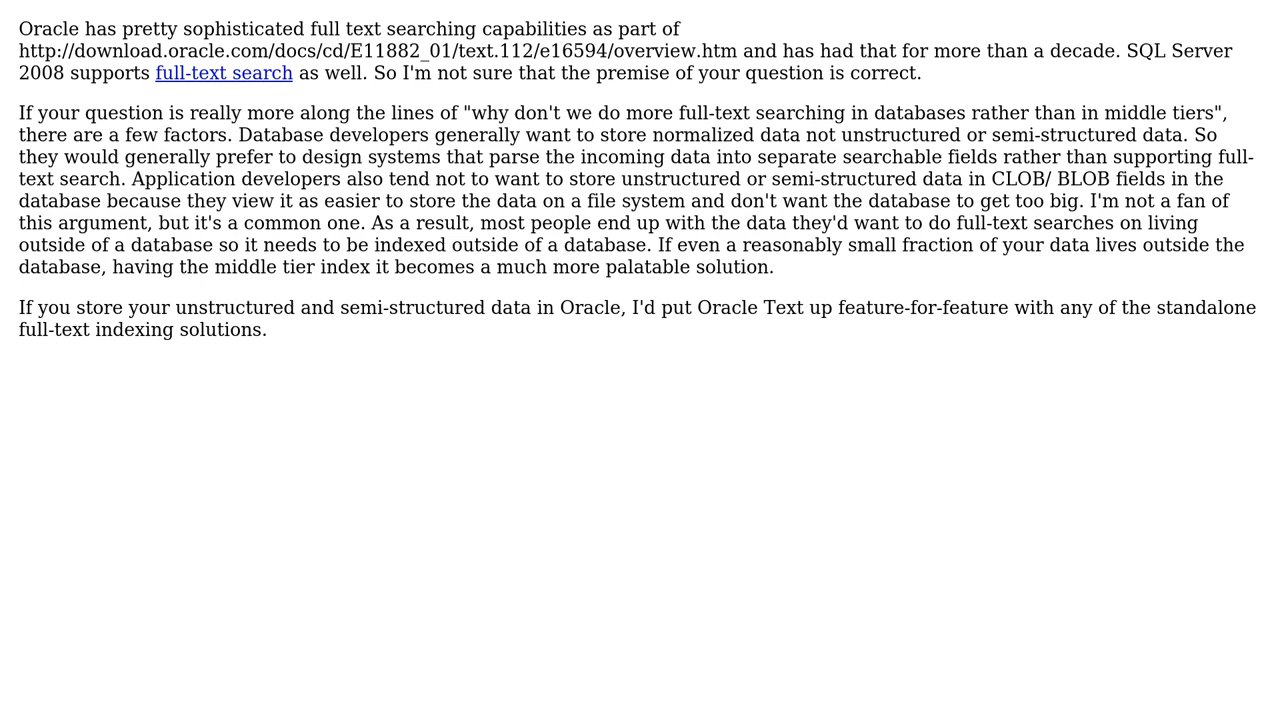 Oracle has pretty sophisticated full text searching capabilities as part of
http://download.oracle.com/docs/cd/E11882_01/text.112/e16594/overview.htm and has had that for more than a decade. SQL Server
2008 supports full-text search as well. So I'm not sure that the premise of your question is correct.
If your question is really more along the lines of "why don't we do more full-text searching in databases rather than in middle tiers",
there are a few factors. Database developers generally want to store normalized data not unstructured or semi-structured data. So
they would generally prefer to design systems that parse the incoming data into separate searchable fields rather than supporting full-
text search. Application developers also tend not to want to store unstructured or semi-structured data in CLOB/ BLOB fields in the
database because they view it as easier to store the data on a file system and don't want the database to get too big. I'm not a fan of
this argument, but it's a common one. As a result, most people end up with the data they'd want to do full-text searches on living
outside of a database so it needs to be indexed outside of a database. If even a reasonably small fraction of your data lives outside the
database, having the middle tier index it becomes a much more palatable solution.
If you store your unstructured and semi-structured data in Oracle, I'd put Oracle Text up feature-for-feature with any of the standalone
full-text indexing solutions.